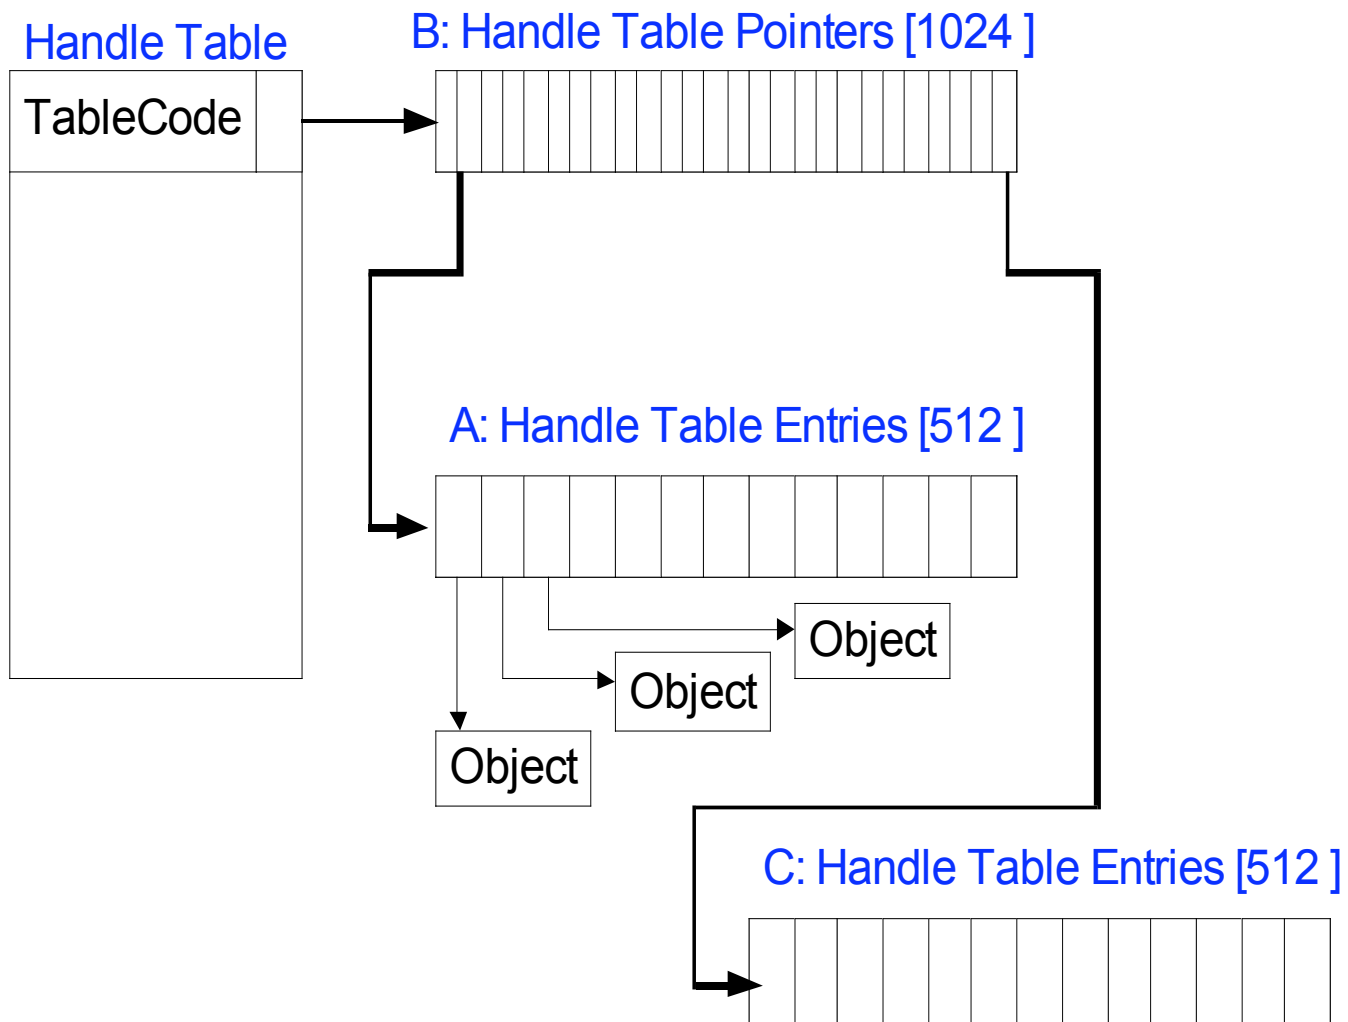 Handle Table
B: Handle Table Pointers [1024 ]
TableCode
A: Handle Table Entries [512 ]
Object
Object
Object
C: Handle Table Entries [512 ]